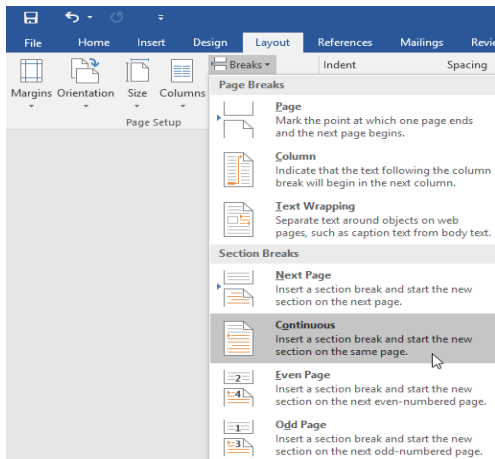 File Home Insert Design Layout References Mailings
Breaks Indent Spacing
Margins Orientation Size Columns
Page Setup
Page Breaks
Page
Mark the point at which one page ends
and the next page begins.
Column
Indicate that the text following the column
break will begin in the next column.
Text Wrapping
Separate text around objects on web
pages, such as caption text from body text.
Section Breaks
Next Page
Insert a section break and start the new
section on the next page.
Continuous
Insert a section break and start the new
section on the same page.
2
4
Even Page
Insert a section break and start the new
section on the next even-numbered page.
1
3
Odd Page
Insert a section break and start the new
section on the next odd-numbered page.